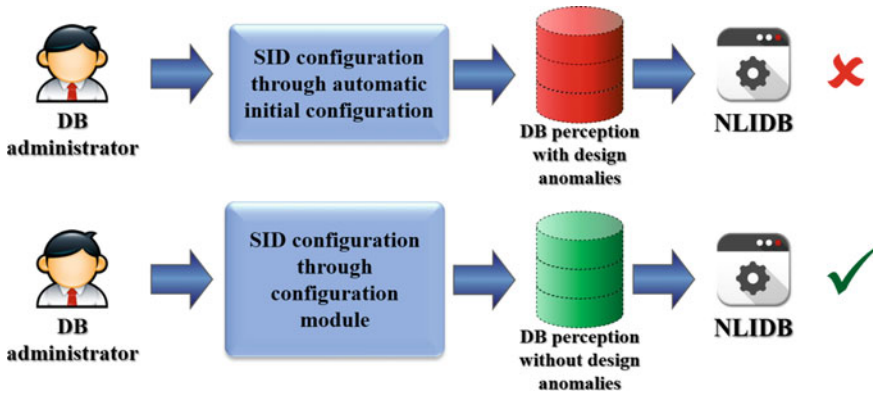 DB
administrator
SID configuration
through automatic
initial configuration
DB perception
with design
anomalies
NLIDB
DB
administrator
SID configuration
through
configuration
module
DB perception
without design
anomalies
NLIDB